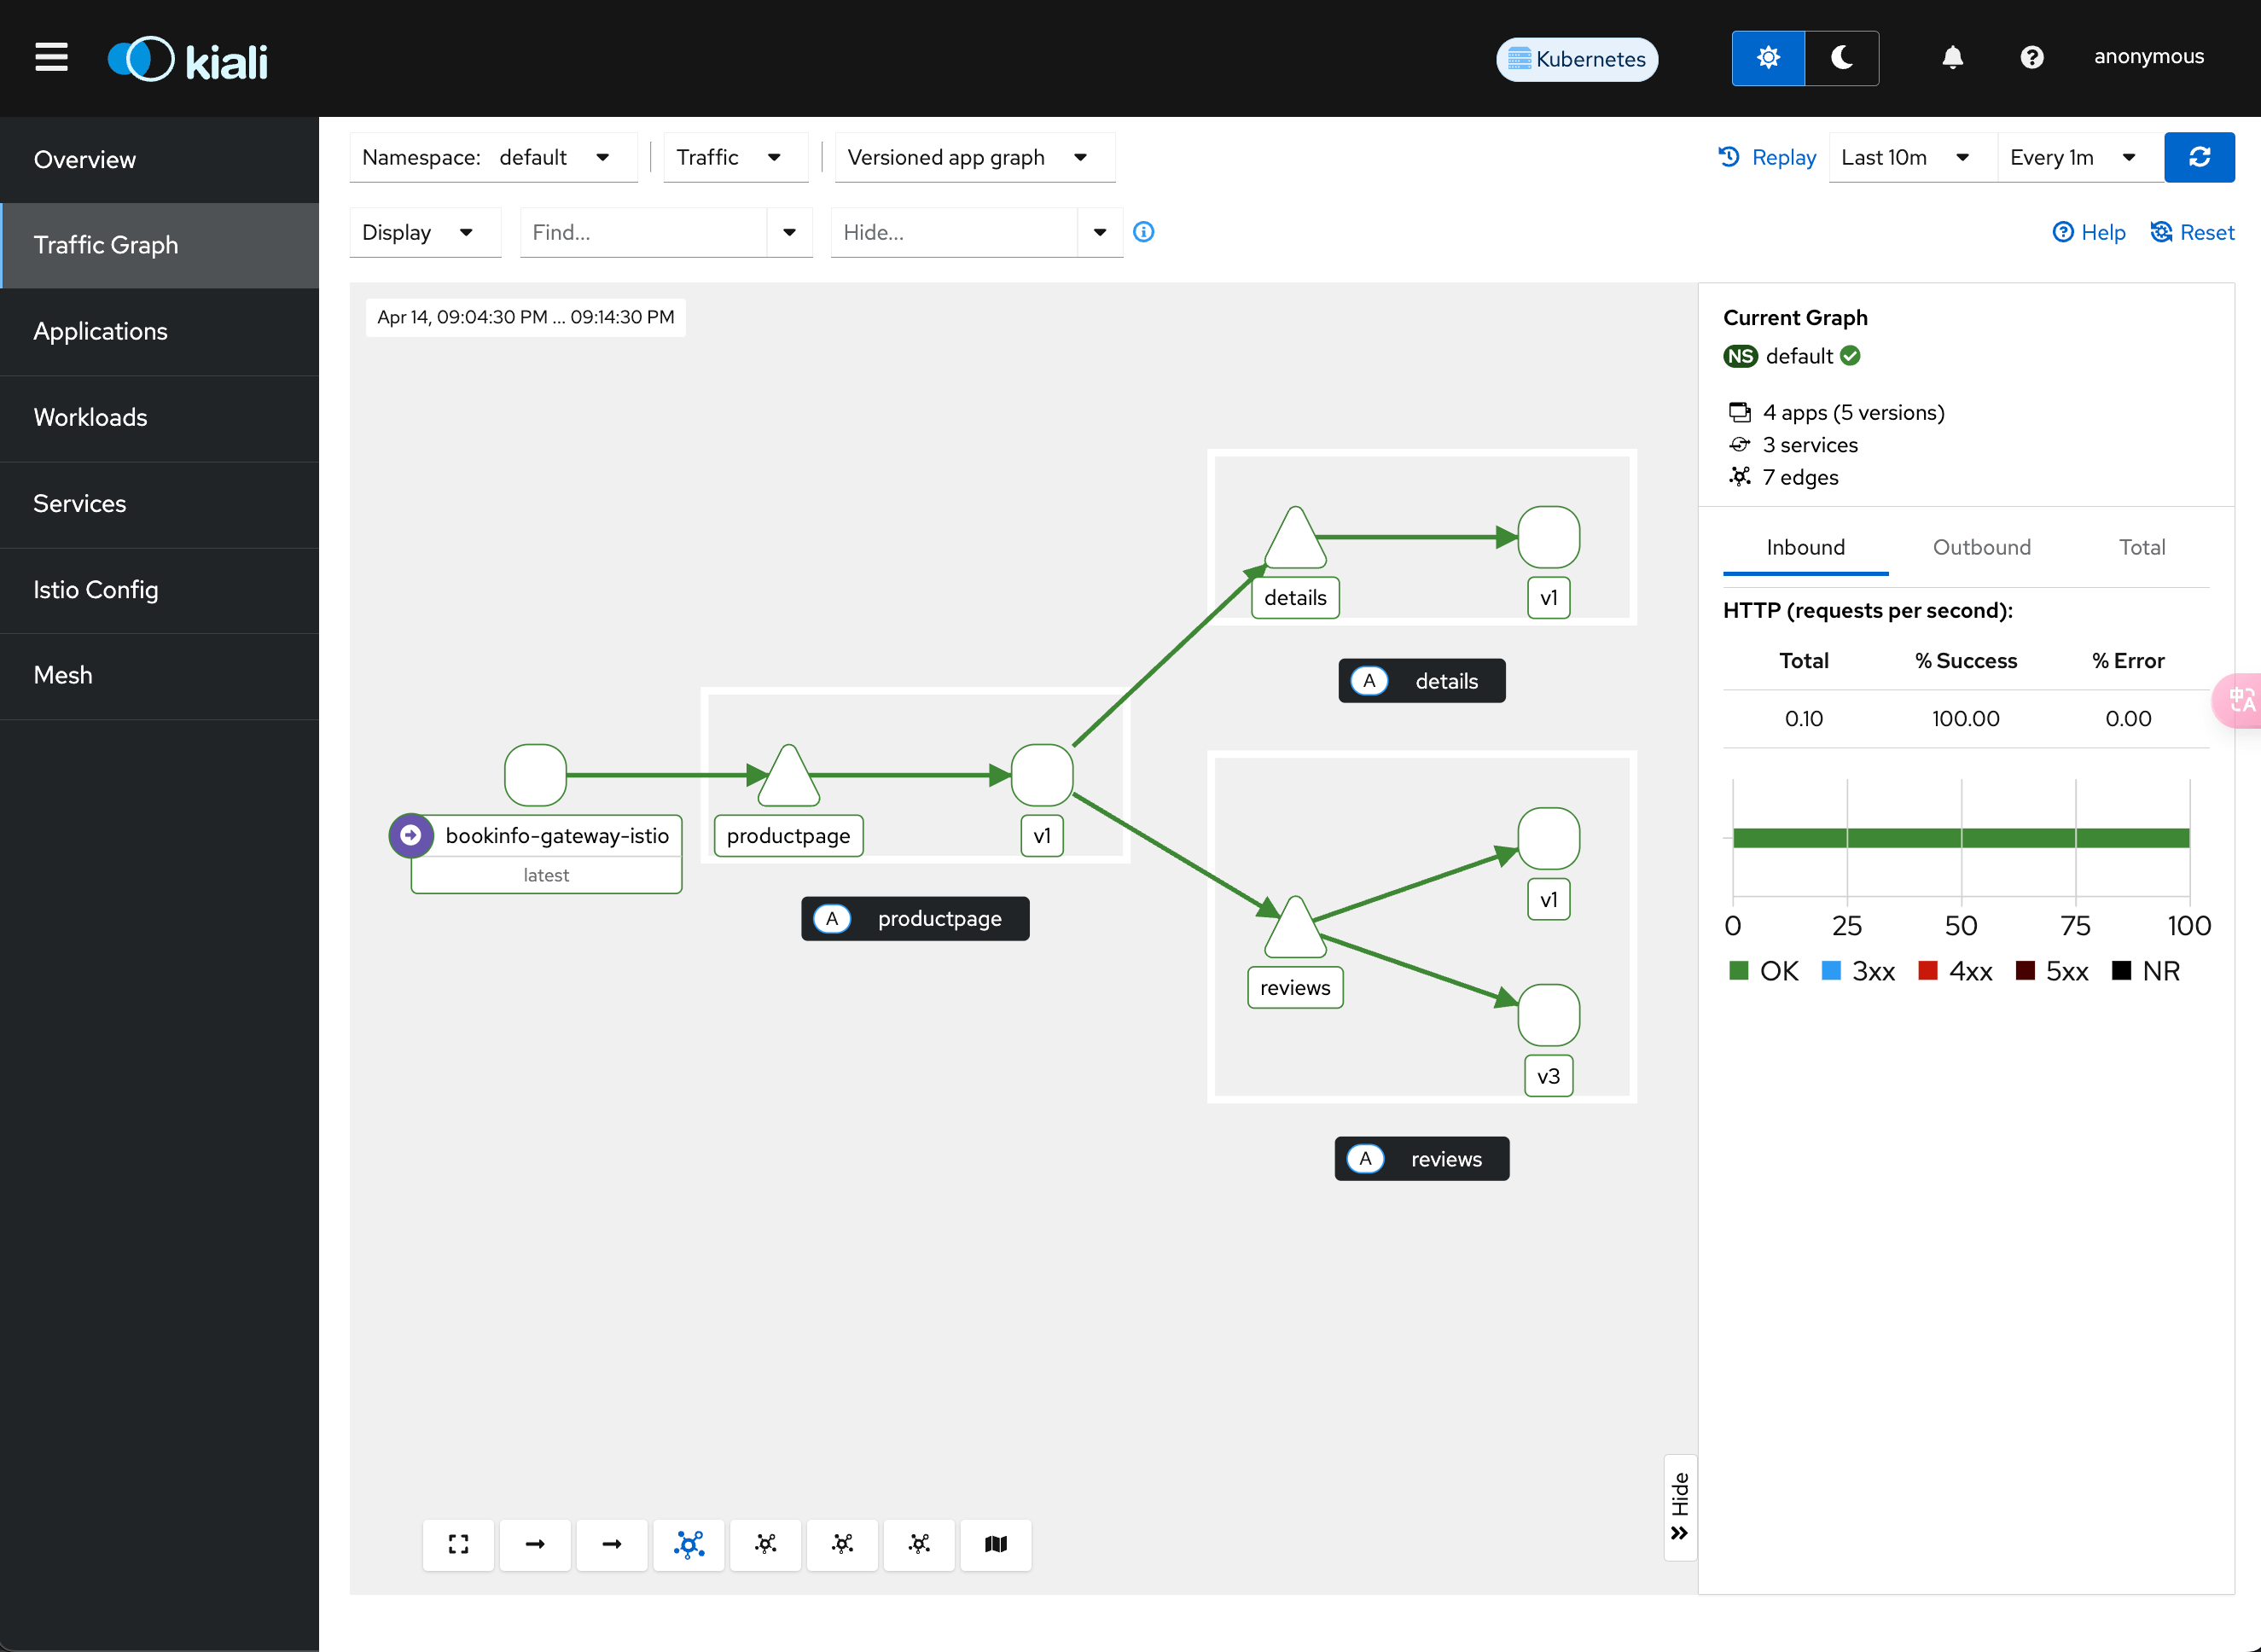 kiali
Kubernetes
anonymous
Overview
Traffic Graph
Applications
Workloads
Services
Istio Config
Mesh
Namespace: default
Traffic
Versioned app graph
Replay
Last 10m
Every 1m
Display
Find...
Hide...
Help
Reset
Apr 14, 09:04:30 PM ... 09:14:30 PM
details
v1
A details
bookinfo-gateway-istio
latest
productpage
v1
A productpage
v1
reviews
v3
A reviews
Hide
Current Graph
NS default
4 apps (5 versions)
3 services
7 edges
Inbound
Outbound
Total
HTTP (requests per second):
Total % Success % Error
0.10 100.00 0.00
0 25 50 75 100
OK 3xx 4xx 5xx NR
中 A